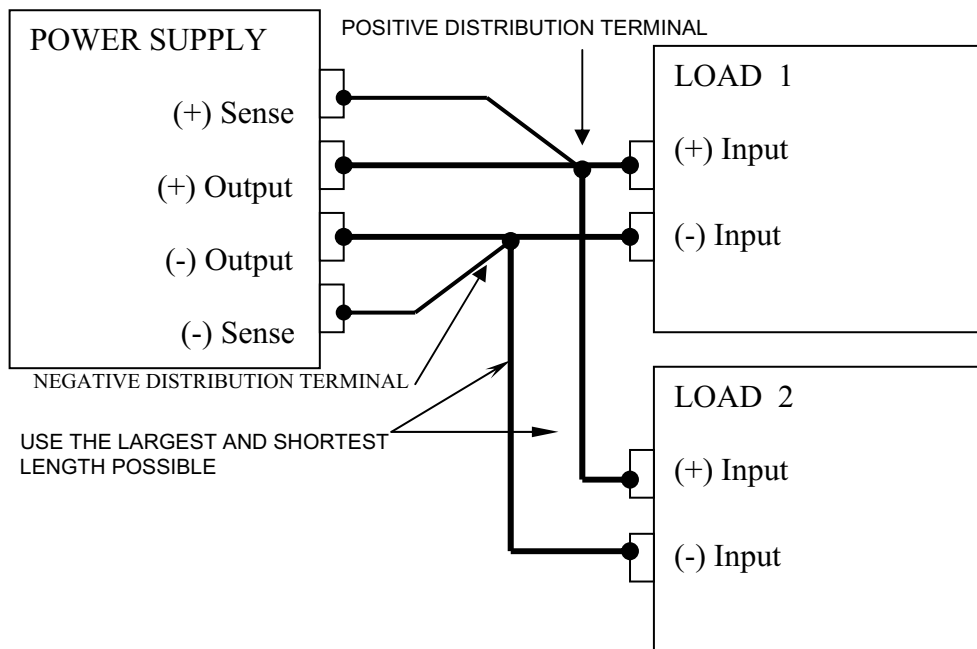 POWER SUPPLY
POSITIVE DISTRIBUTION TERMINAL
LOAD 1
(+) Sense
(+) Input
(+) Output
(-) Input
(-) Output
(-) Sense
NEGATIVE DISTRIBUTION TERMINAL
LOAD 2
USE THE LARGEST AND SHORTEST
LENGTH POSSIBLE
(+) Input
(-) Input